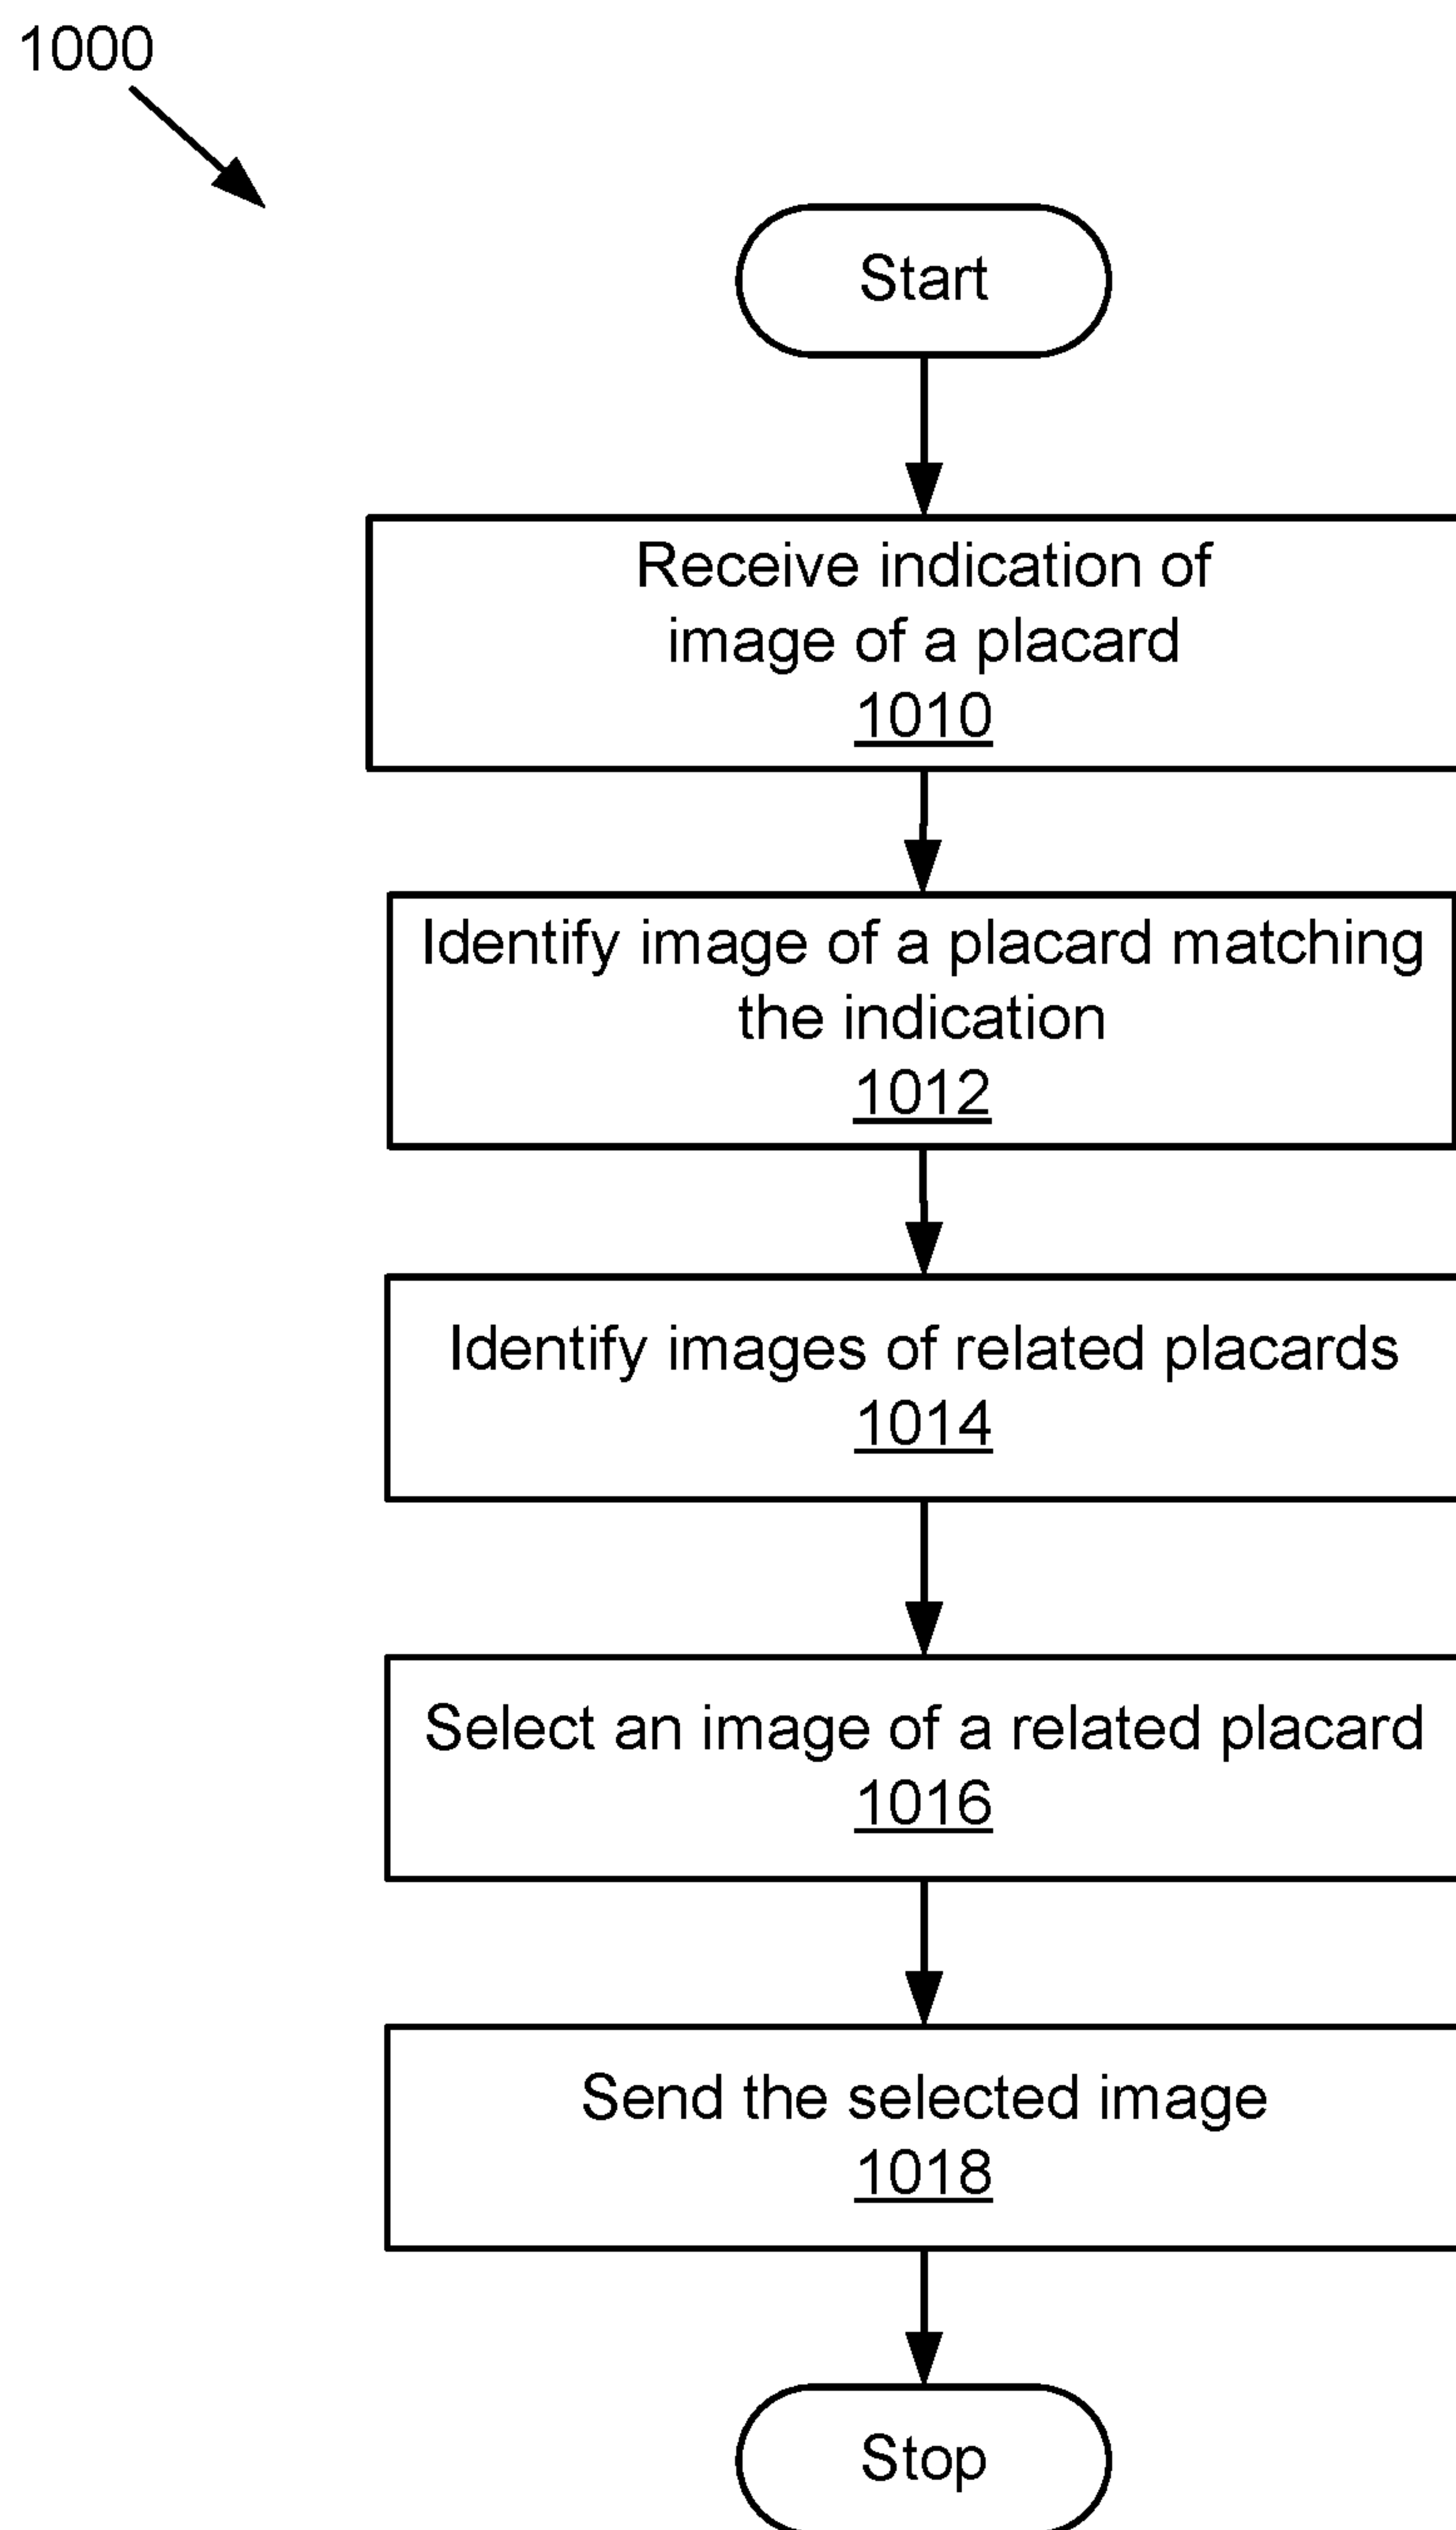 1000
Start
Receive indication of
image of a placard
1010
Identify image of a placard matching
the indication
1012
Identify images of related placards
1014
Select an image of a related placard
1016
Send the selected image
1018
Stop